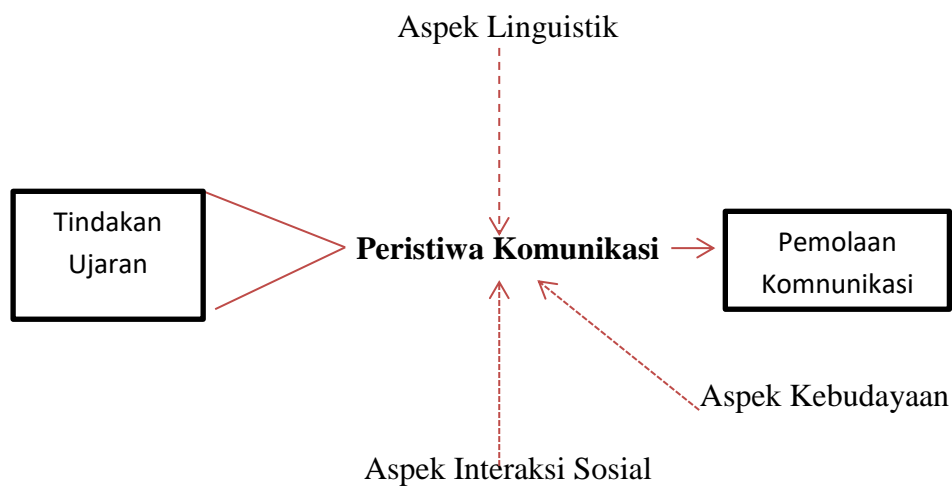 Aspek Linguistik
Tindakan
Ujaran
Peristiwa Komunikasi
Pemolaan
Komnunikasi
Aspek Kebudayaan
Aspek Interaksi Sosial